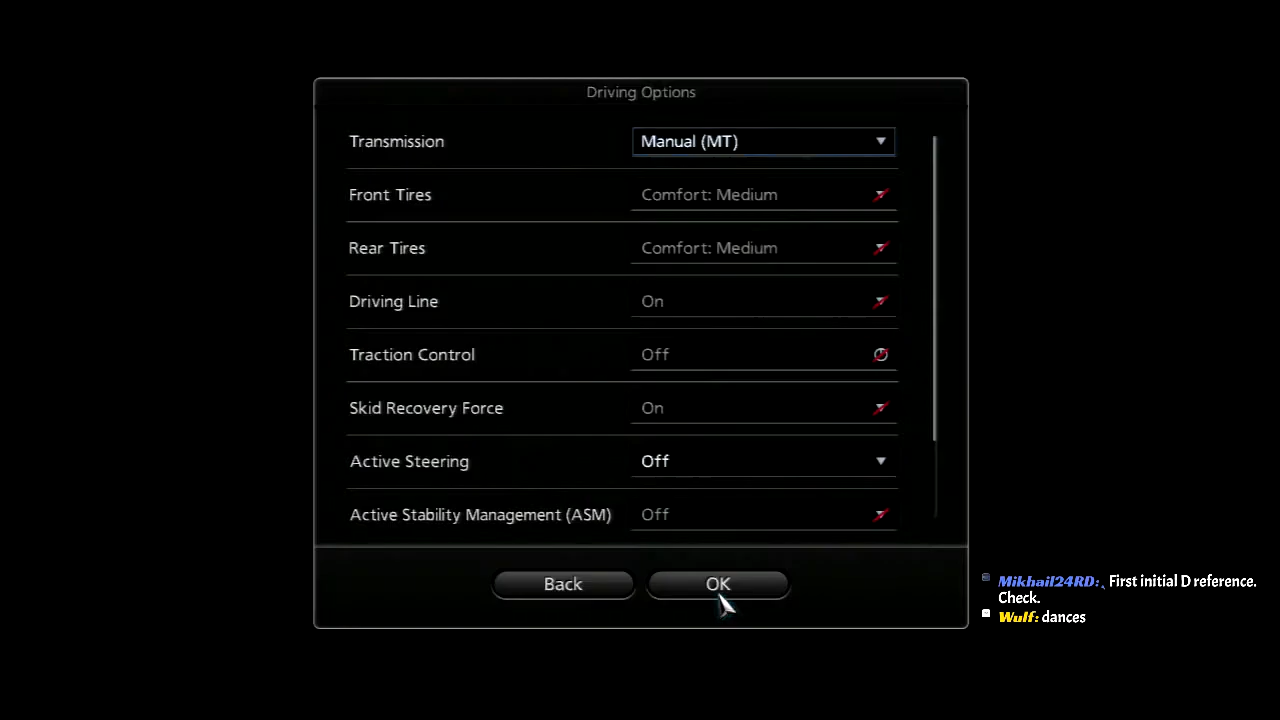 Driving Options
Transmission Manual (MT)
Front Tires Comfort: Medium
Rear Tires Comfort: Medium
Driving Line On
Traction Control Off
Skid Recovery Force On
Active Steering Off
Active Stability Management (ASM) Off
Back OK
Mikhail24RD: First initial D reference.
Check.
Wulf: dances